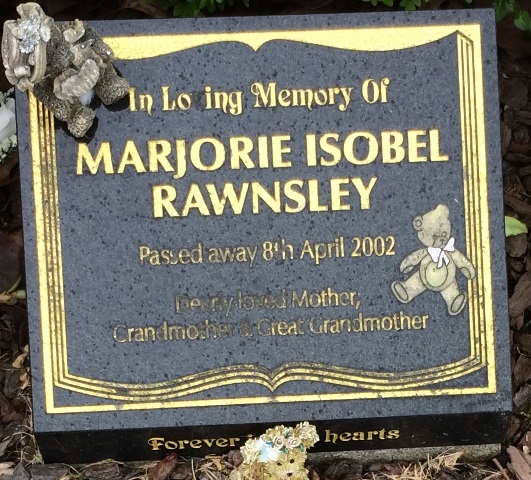 In Lo ing Memory Of
MARJORIE ISOBEL
RAWNSLEY
Passed away 8th April 2002
Dearly loved Mother,
Grandmother & Great Grandmother
Forever hearts